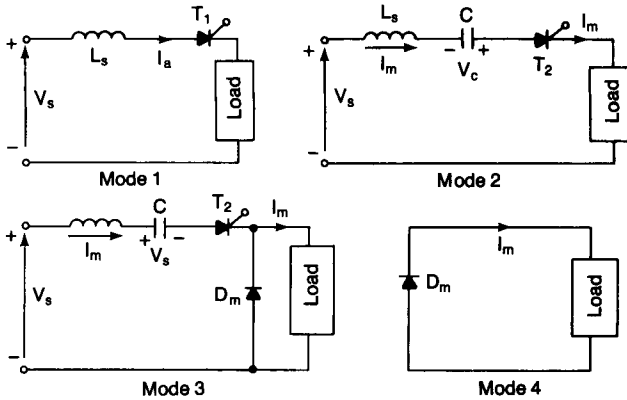 T1
+
Ls
Ia
Vs
Load
-
Mode 1
Ls
C
Im
+
Im
- +
Vc
T2
Vs
Load
-
Mode 2
C
T2
Im
+
Im
+ -
Vs
Vs
Dm
Load
-
Mode 3
Im
Dm
Load
Mode 4